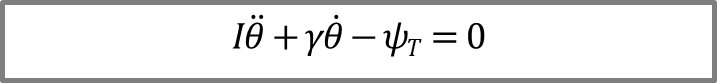 Iθ̈ + γθ̇ − ψ_T = 0